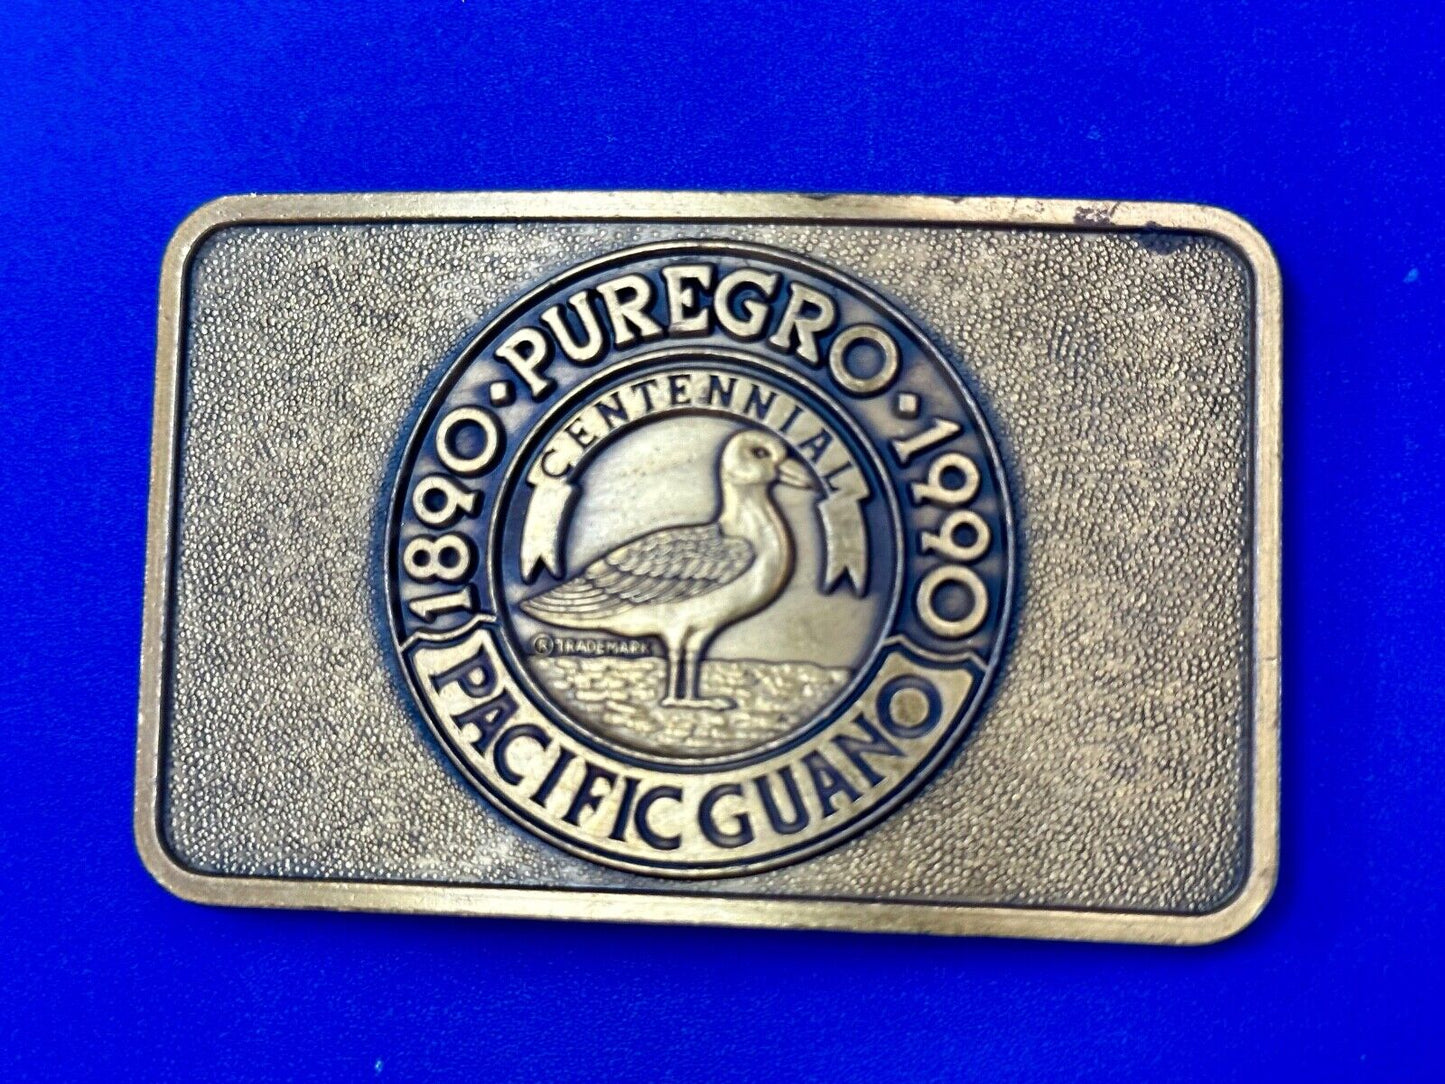 1890 · PUREGRO · 1990
CENTENNIAL
® TRADEMARK
PACIFIC GUANO